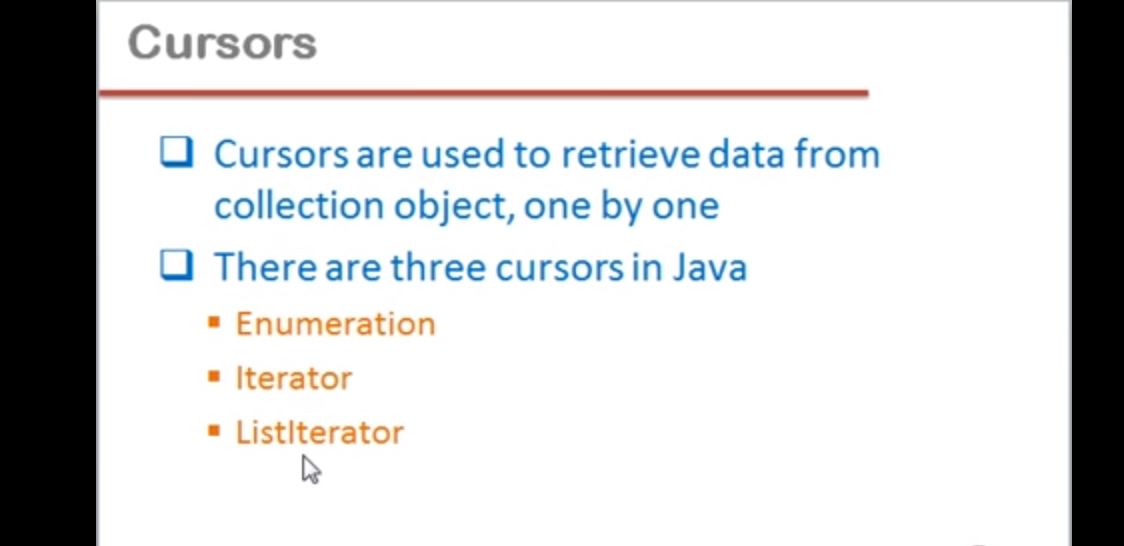 Cursors
Cursors are used to retrieve data from
collection object, one by one
There are three cursors in Java
Enumeration
Iterator
ListIterator